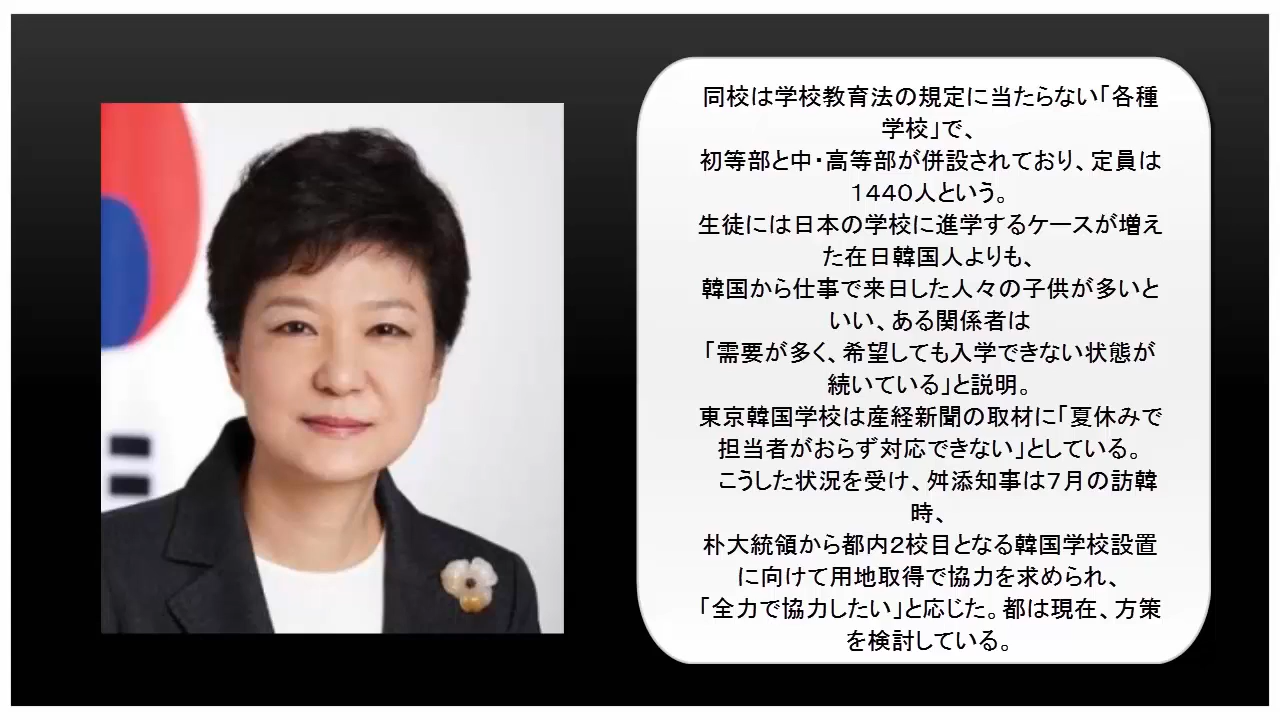 同校は学校教育法の規定に当たらない「各種
学校」で、
初等部と中・高等部が併設されており、定員は
1440人という。
生徒には日本の学校に進学するケースが増え
た在日韓国人よりも、
韓国から仕事で来日した人々の子供が多いと
いい、ある関係者は
「需要が多く、希望しても入学できない状態が
続いている」と説明。
東京韓国学校は産経新聞の取材に「夏休みで
担当者がおらず対応できない」としている。
こうした状況を受け、舛添知事は7月の訪韓
時、
朴大統領から都内2校目となる韓国学校設置
に向けて用地取得で協力を求められ、
「全力で協力したい」と応じた。都は現在、方策
を検討している。